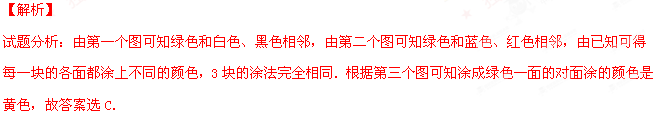 【解析】
试题分析：由第一个图可知绿色和白色、黑色相邻，由第二个图可知绿色和蓝色、红色相邻，由已知可得
每一块的各面都涂上不同的颜色，3块的涂法完全相同．根据第三个图可知涂成绿色一面的对面涂的颜色是
黄色，故答案选 C.